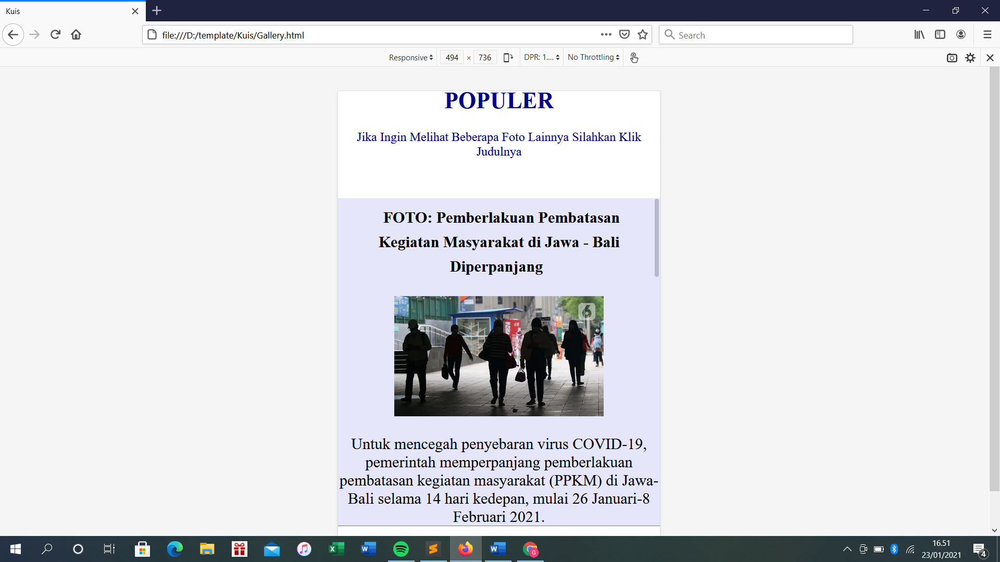 Kuis
file:///D:/template/Kuis/Gallery.html
Search
Responsive
494 × 736
DPR: 1....
No Throttling
POPULER
Jika Ingin Melihat Beberapa Foto Lainnya Silahkan Klik
Judulnya
FOTO: Pemberlakuan Pembatasan
Kegiatan Masyarakat di Jawa - Bali
Diperpanjang
6
Untuk mencegah penyebaran virus COVID-19,
pemerintah memperpanjang pemberlakuan
pembatasan kegiatan masyarakat (PPKM) di Jawa-
Bali selama 14 hari kedepan, mulai 26 Januari-8
Februari 2021.
16.51
23/01/2021
4